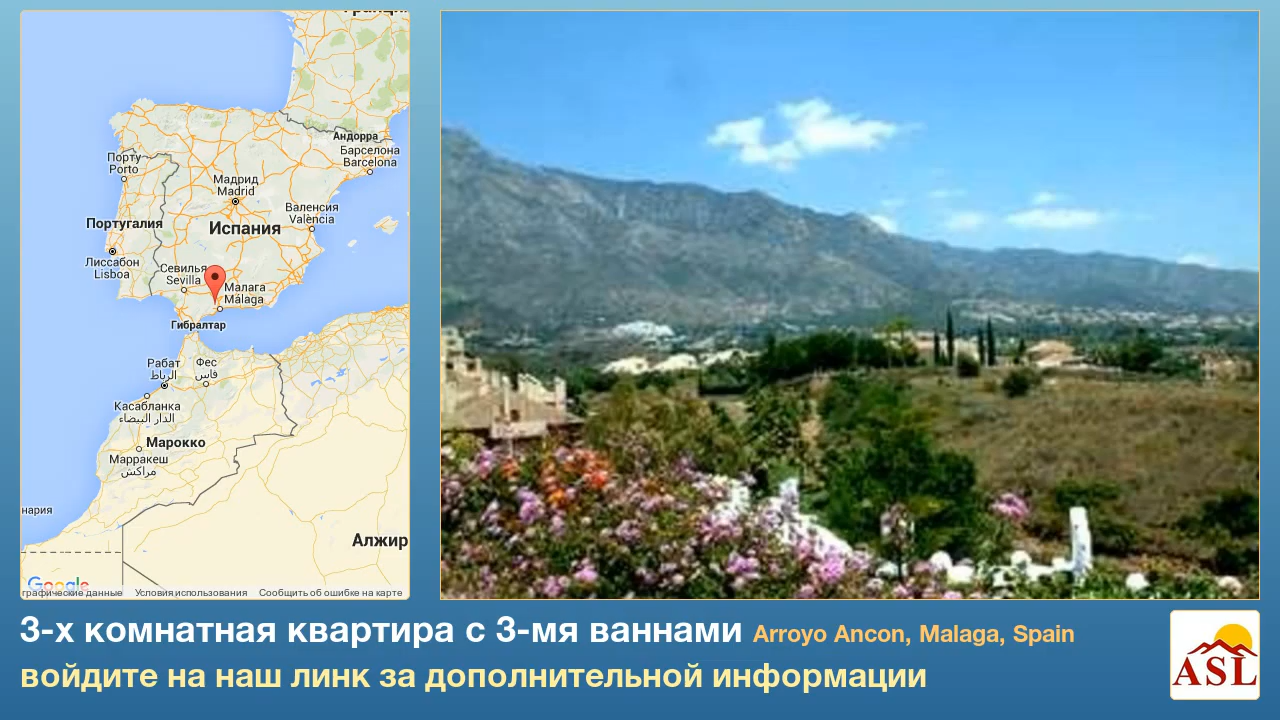 Андорра
Барселона
Barcelona
Порту
Porto
Мадрид
Madrid
Валенсия
València
Португалия
Испания
Лиссабон
Lisboa
Севилья
Sevilla
Малага
Málaga
Гибралтар
Рабат
الرباط
Фес
فاس
Касабланка
الدار البيضاء
Марокко
Марракеш
مراكش
нария
Алжир
Google
графические данные Условия использования Сообщить об ошибке на карте
3-х комнатная квартира с 3-мя ваннами Arroyo Ancon, Malaga, Spain
войдите на наш линк за дополнительной информации
ASL